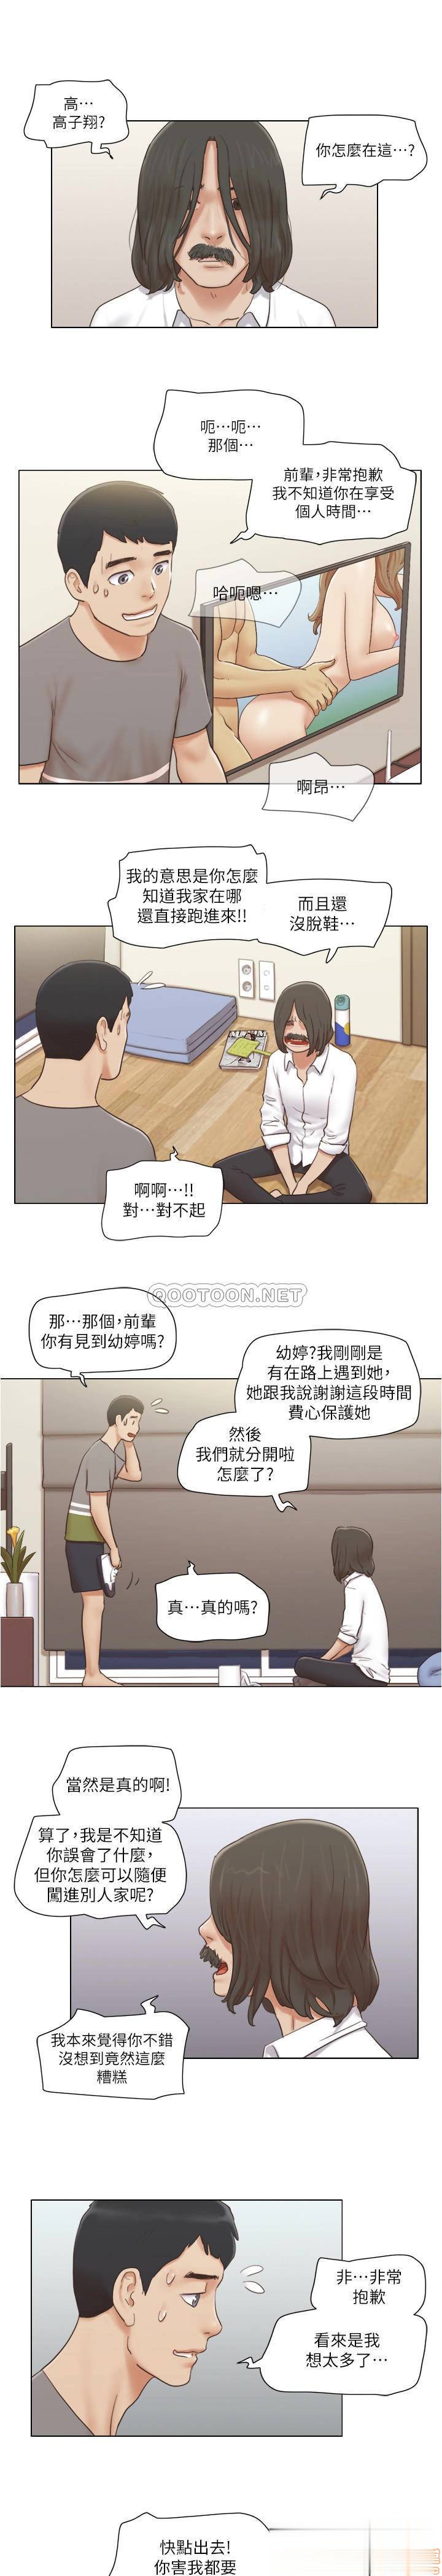 高…
高子翔?
你怎麼在這…?
呃…呃…
那個…
前輩,非常抱歉
我不知道你在享受
個人時間…
哈呃嗯…
啊昂…
我的意思是你怎麼
知道我家在哪
還直接跑進來!!
而且還
沒脫鞋…
啊啊…!!
對…對不起
QOOTOON.NET
那…那個,前輩
你有見到幼婷嗎?
幼婷?我剛剛是
有在路上遇到她,
她跟我說謝謝這段時間
費心保護她
然後
我們就分開啦
怎麼了?
真…真的嗎?
當然是真的啊!
算了,我是不知道
你誤會了什麼,
但你怎麼可以隨便
闖進別人家呢?
我本來覺得你不錯
沒想到竟然這麼
糟糕
非…非常
抱歉
看來是我
想太多了…
快點出去!
你害我都要